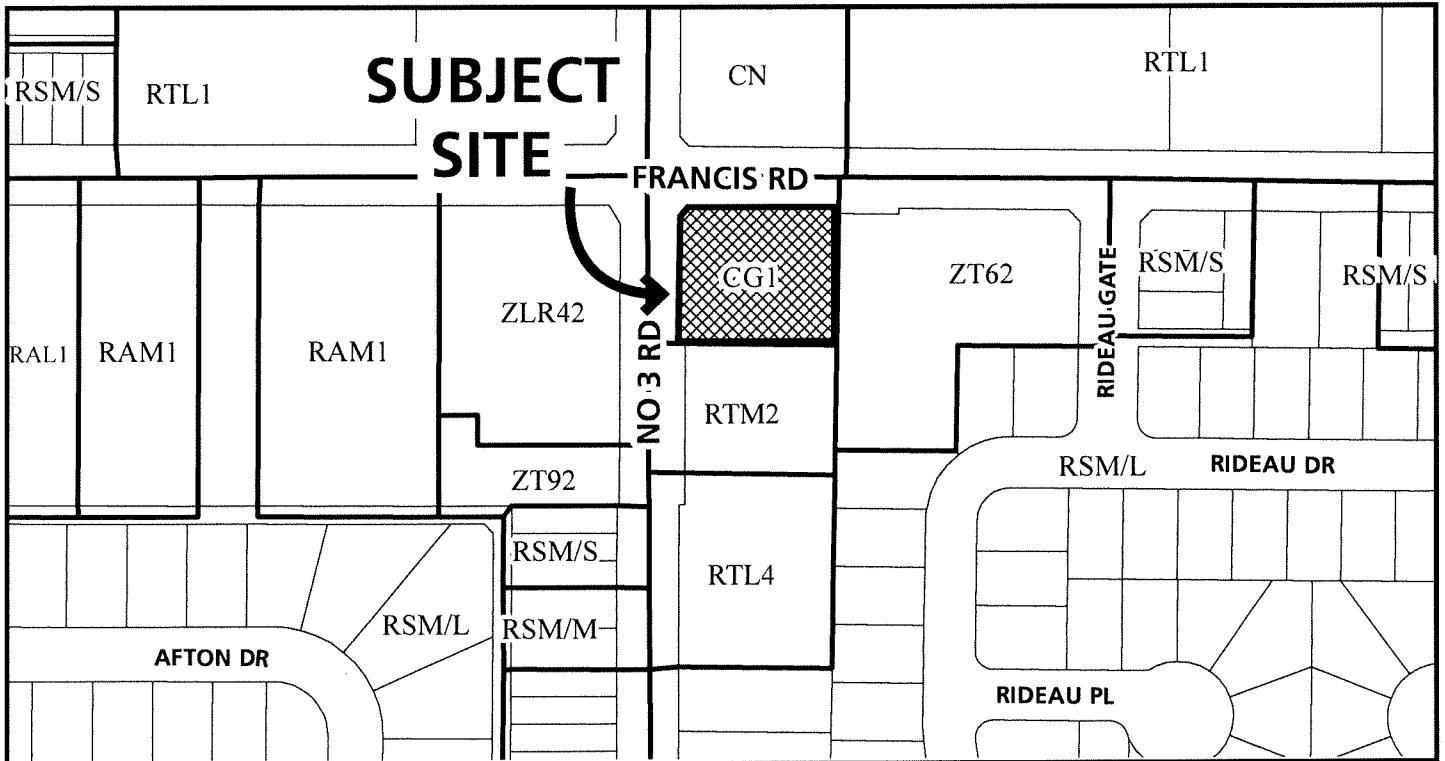 RSM/S
RTL1
SUBJECT
SITE
CN
RTL1
FRANCIS RD
RAL1
RAM1
RAM1
ZLR42
NO 3 RD
CG1
ZT62
RIDEAU GATE
RSM/S
RSM/S
RTM2
ZT92
RSM/L
RIDEAU DR
RSM/S
RTL4
RSM/L
RSM/M
AFTON DR
RIDEAU PL